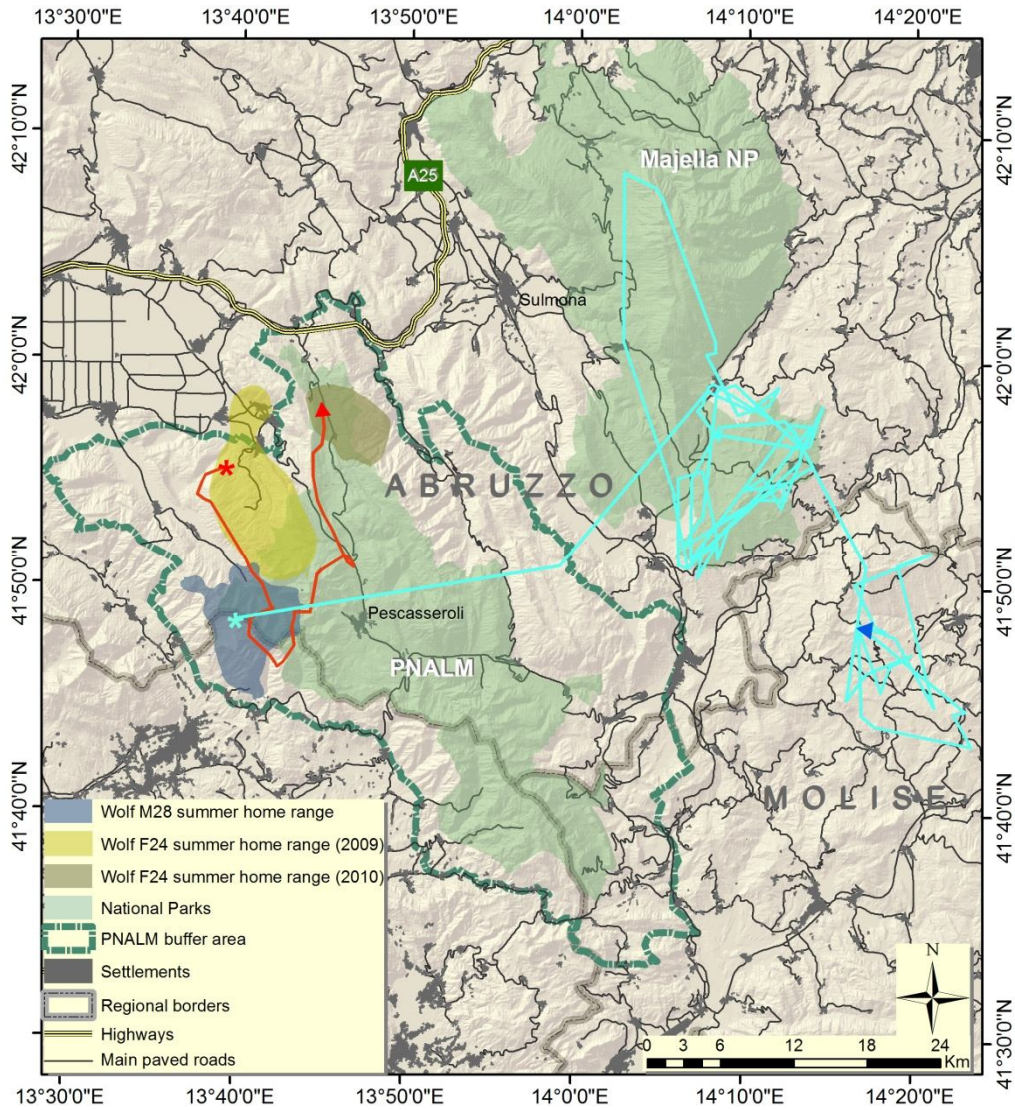 13°30'0"E 13°40'0"E 13°50'0"E 14°0'0"E 14°10'0"E 14°20'0"E
42°10'0"N
42°10'0"N
Majella NP
A25
Sulmona
42°0'0"N
42°0'0"N
ABRUZZO
41°50'0"N
41°50'0"N
Pescasseroli
PNALM
MOLISE
41°40'0"N
41°40'0"N
Wolf M28 summer home range
Wolf F24 summer home range (2009)
Wolf F24 summer home range (2010)
National Parks
PNALM buffer area
Settlements
Regional borders
Highways
Main paved roads
N
0 3 6 12 18 24
Km
41°30'0"N
41°30'0"N
13°30'0"E 13°40'0"E 13°50'0"E 14°0'0"E 14°10'0"E 14°20'0"E